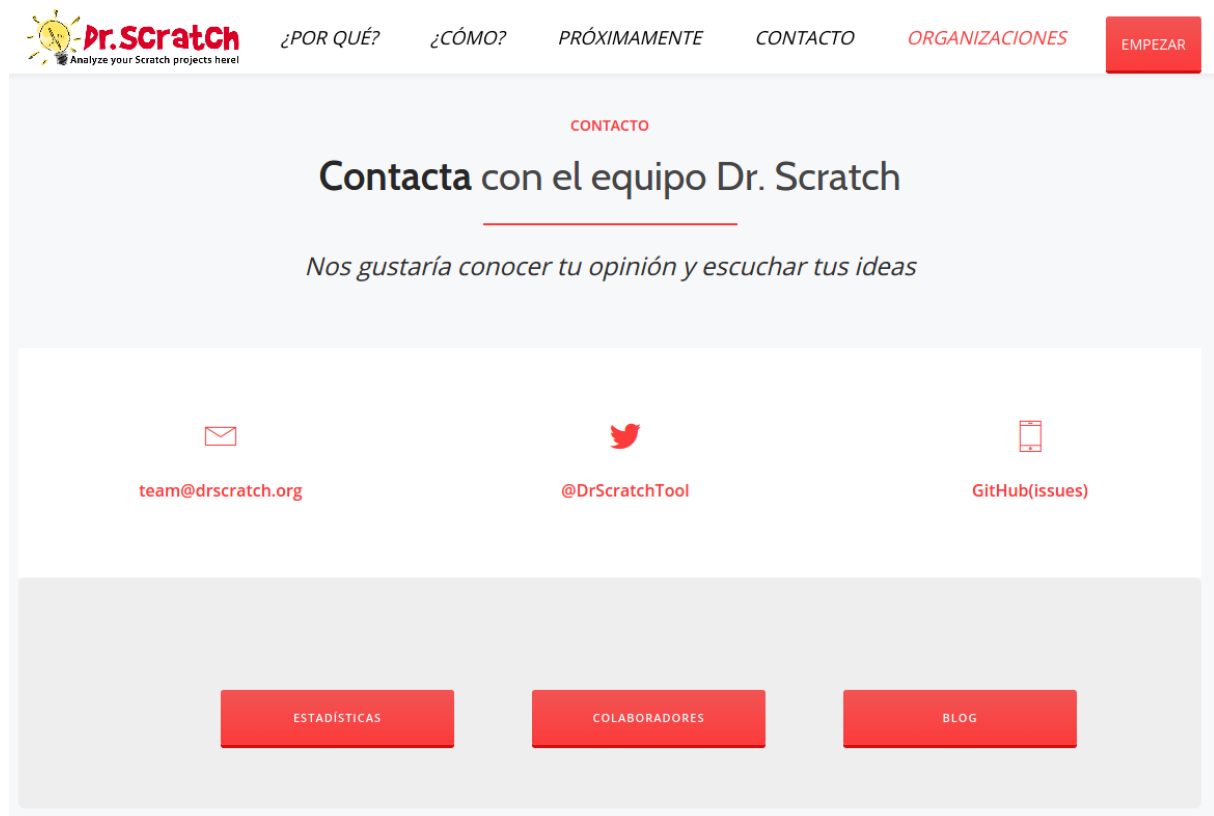 Dr.Scratch
Analyze your Scratch projects here!
¿POR QUÉ? ¿CÓMO? PRÓXIMAMENTE CONTACTO ORGANIZACIONES EMPEZAR
CONTACTO
Contacta con el equipo Dr. Scratch
Nos gustaría conocer tu opinión y escuchar tus ideas
team@drscratch.org @DrScratchTool GitHub(issues)
ESTADÍSTICAS COLABORADORES BLOG